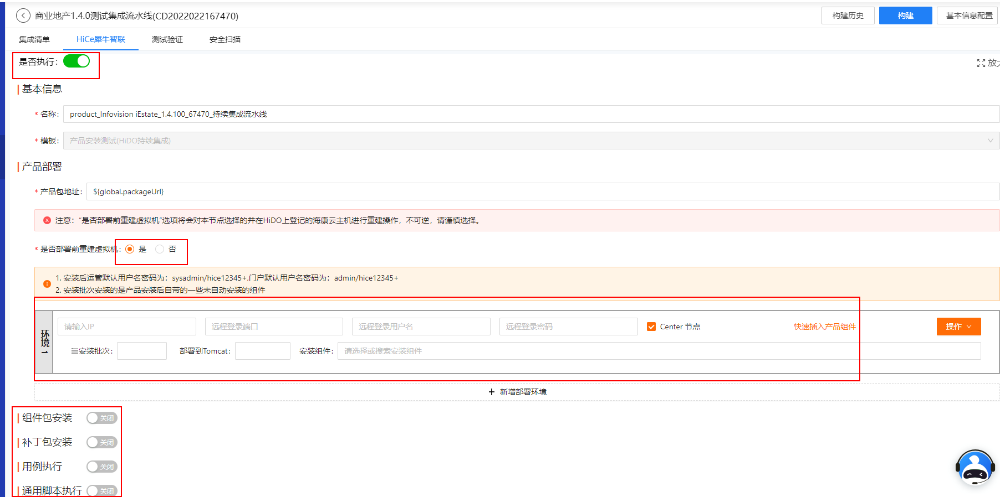 商业地产1.4.0测试集成流水线(CD2022022167470)
构建历史
构建
基本信息配置
集成清单
HiCe犀牛智联
测试验证
安全扫描
是否执行：
放大
基本信息
* 名称：
product_Infovision iEstate_1.4.100_67470_持续集成流水线
* 模板：
产品安装测试(HiDO持续集成)
产品部署
* 产品包地址：
${global.packageUrl}
注意：“是否部署前重建虚拟机”选项将会对本节点选择的并在HiDO上登记的海康云主机进行重建操作，不可逆，请谨慎选择。
* 是否部署前重建虚拟机：
是
否
1. 安装后运管默认用户名密码为：sysadmin/hice12345+,门户默认用户名密码为：admin/hice12345+
2. 安装批次安装的是产品安装后自带的一些未自动安装的组件
环境 1
请输入IP
远程登录端口
远程登录用户名
远程登录密码
Center 节点
快速插入产品组件
操作
安装批次：
部署到Tomcat：
安装组件：
请选择或搜索安装组件
+ 新增部署环境
组件包安装
关闭
补丁包安装
关闭
用例执行
关闭
通用脚本执行
关闭